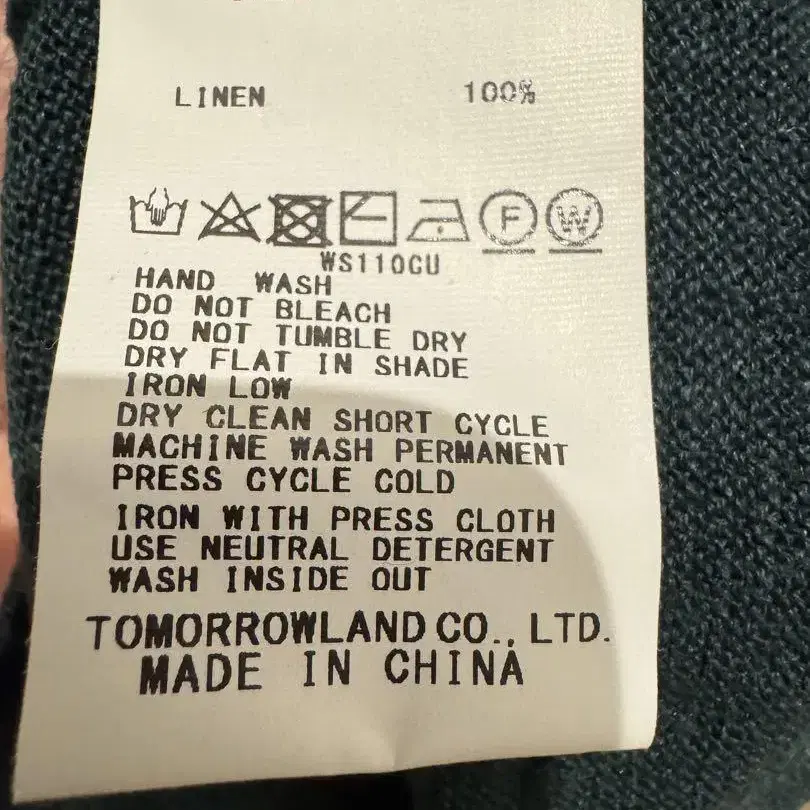 LINEN 100%
F W
WS110CU
HAND WASH
DO NOT BLEACH
DO NOT TUMBLE DRY
DRY FLAT IN SHADE
IRON LOW
DRY CLEAN SHORT CYCLE
MACHINE WASH PERMANENT
PRESS CYCLE COLD
IRON WITH PRESS CLOTH
USE NEUTRAL DETERGENT
WASH INSIDE OUT
TOMORROWLAND CO., LTD.
MADE IN CHINA